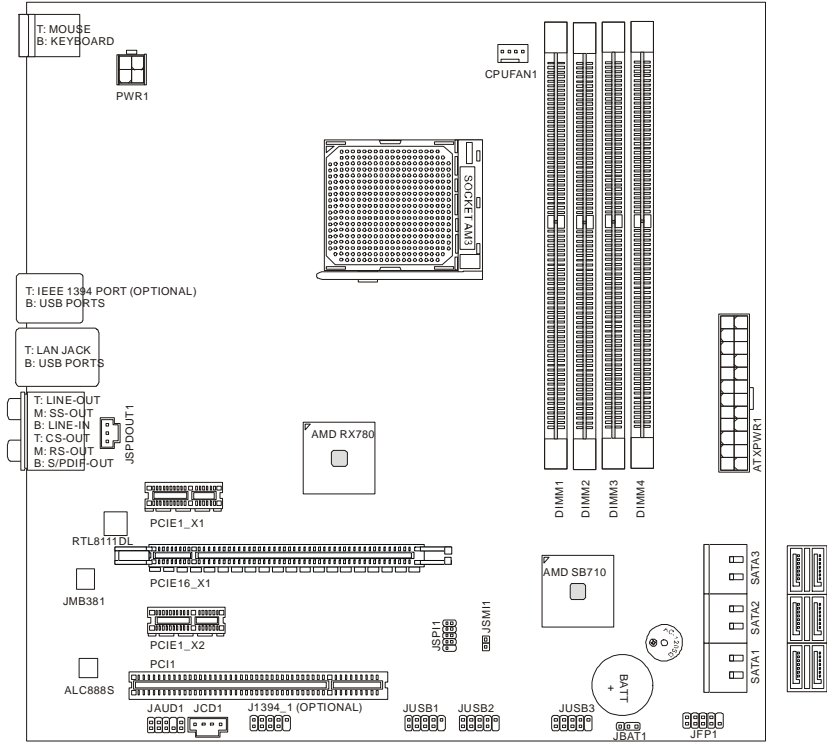 T: MOUSE
B: KEYBOARD
PWR1
CPUFAN1
SOCKET AM3
T: IEEE 1394 PORT (OPTIONAL)
B: USB PORTS
T: LAN JACK
B: USB PORTS
T: LINE-OUT
M: SS-OUT
B: LINE-IN
T: CS-OUT
M: RS-OUT
B: S/PDIF-OUT
JSPDOUT1
AMD RX780
ATXPWR1
DIMM1
DIMM2
DIMM3
DIMM4
PCIE1_X1
RTL8111DL
PCIE16_X1
JMB381
AMD SB710
SATA3
SATA2
SATA1
JSPI1
JSMI1
PCIE1_X2
PCI1
ALC888S
BATT
+
JAUD1
JCD1
J1394_1 (OPTIONAL)
JUSB1
JUSB2
JUSB3
JBAT1
JFP1